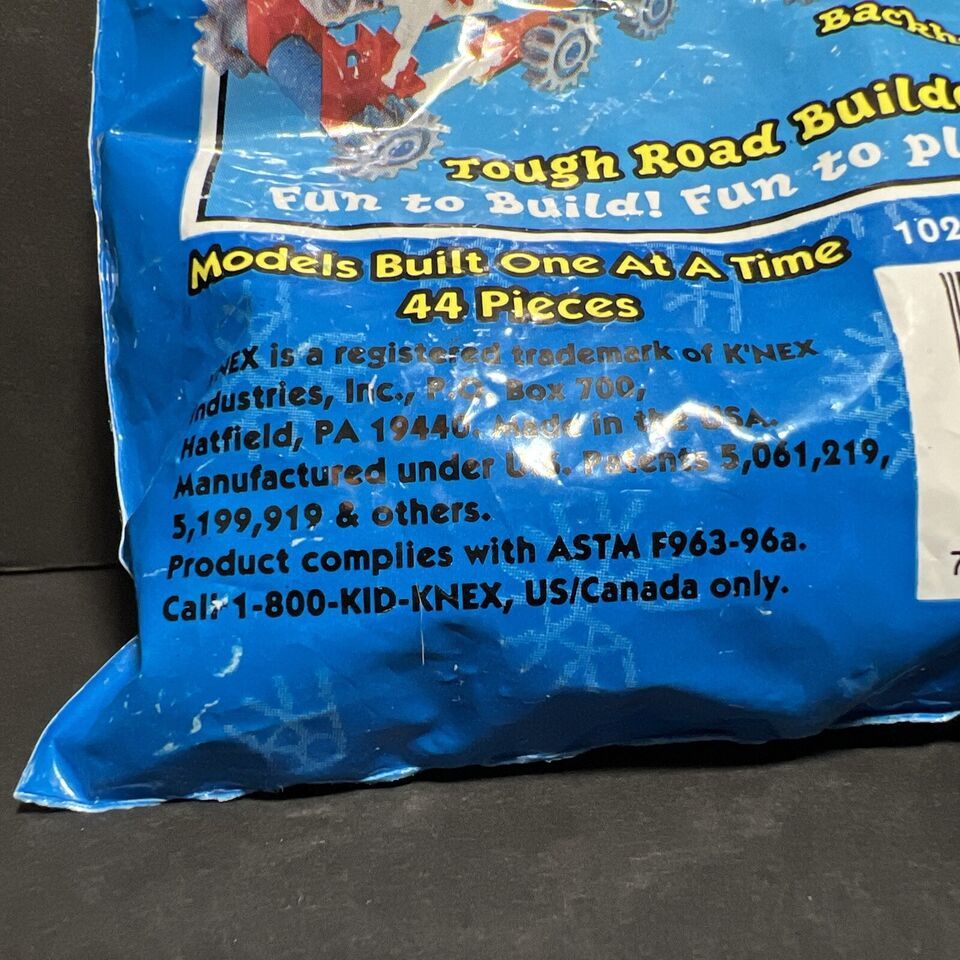 Backh
Tough Road Builde
Fun to Build! Fun to pl
102
Models Built One At A Time
44 Pieces
NEX is a registered trademark of K'NEX
Industries, Inc., P.O. Box 700,
Hatfield, PA 19440. Made in the USA.
Manufactured under U.S. Patents 5,061,219,
5,199,919 & others.
Product complies with ASTM F963-96a.
Call 1-800-KID-KNEX, US/Canada only.
7